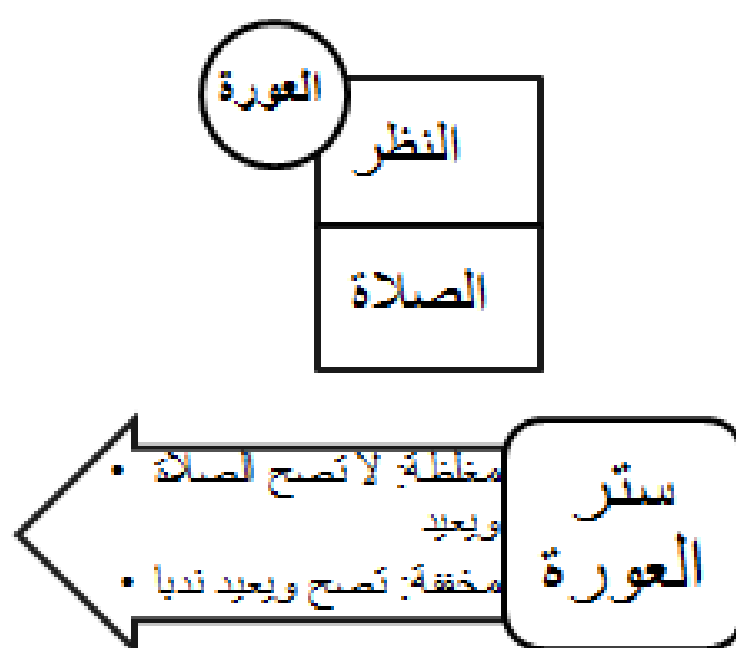 العورة
النظر
الصلاة
ستر
العورة
مغلظة: لا تصح الصلاة •
ويعيد
مخففة: تصح ويعيد ندبا •